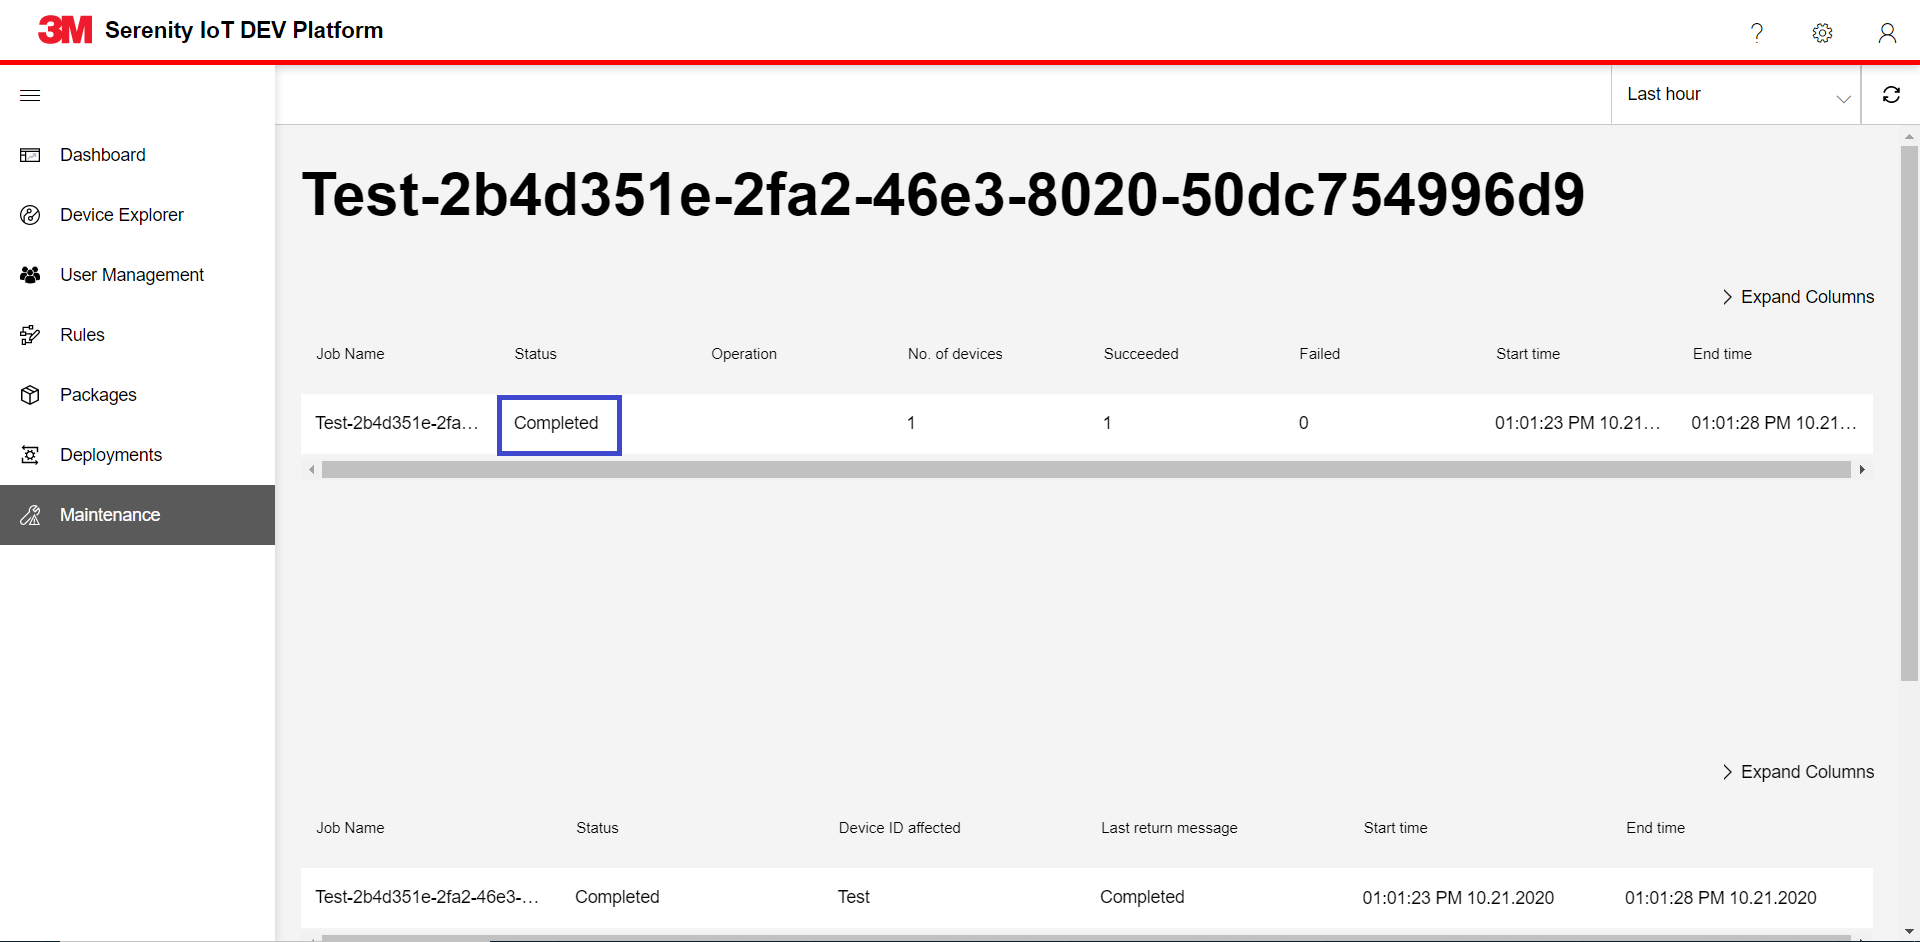 3M Serenity IoT DEV Platform
?
Last hour
Dashboard
Device Explorer
User Management
Rules
Packages
Deployments
Maintenance
Test-2b4d351e-2fa2-46e3-8020-50dc754996d9
Expand Columns
Job Name Status Operation No. of devices Succeeded Failed Start time End time
Test-2b4d351e-2fa... Completed 1 1 0 01:01:23 PM 10.21... 01:01:28 PM 10.21...
Expand Columns
Job Name Status Device ID affected Last return message Start time End time
Test-2b4d351e-2fa2-46e3-... Completed Test Completed 01:01:23 PM 10.21.2020 01:01:28 PM 10.21.2020